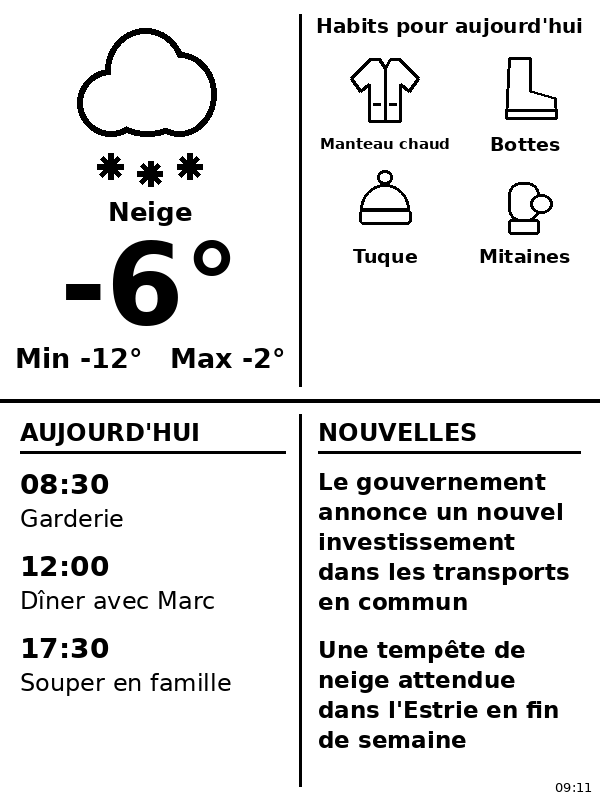 Neige
-6°
Min -12° Max -2°
Habits pour aujourd'hui
Manteau chaud
Bottes
Tuque
Mitaines
AUJOURD'HUI
08:30
Garderie
12:00
Dîner avec Marc
17:30
Souper en famille
NOUVELLES
Le gouvernement
annonce un nouvel
investissement
dans les transports
en commun
Une tempête de
neige attendue
dans l'Estrie en fin
de semaine
09:11